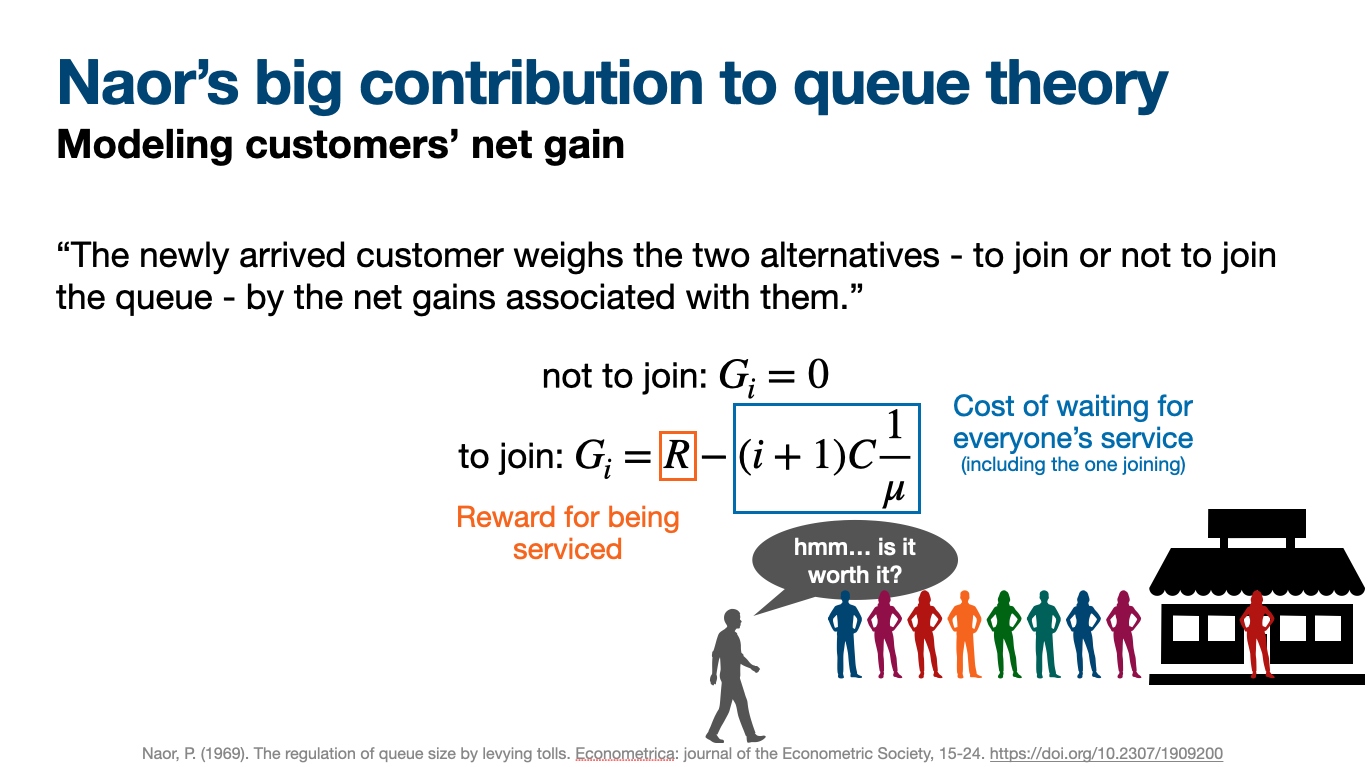 Naor’s big contribution to queue theory
Modeling customers’ net gain
“The newly arrived customer weighs the two alternatives - to join or not to join
the queue - by the net gains associated with them.”
not to join: G_i = 0
to join: G_i = R − (i + 1)C 1/μ
Cost of waiting for
everyone’s service
(including the one joining)
Reward for being
serviced
hmm… is it
worth it?
Naor, P. (1969). The regulation of queue size by levying tolls. Econometrica: journal of the Econometric Society, 15-24. https://doi.org/10.2307/1909200